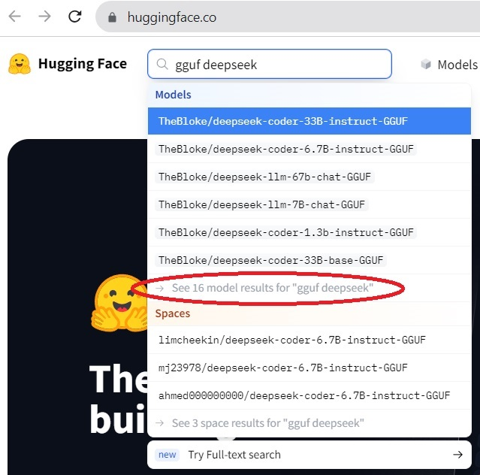 huggingface.co
Hugging Face
gguf deepseek
Models
Models
TheBloke/deepseek-coder-33B-instruct-GGUF
TheBloke/deepseek-coder-6.7B-instruct-GGUF
TheBloke/deepseek-llm-67b-chat-GGUF
TheBloke/deepseek-llm-7B-chat-GGUF
TheBloke/deepseek-coder-1.3b-instruct-GGUF
TheBloke/deepseek-coder-33B-base-GGUF
→ See 16 model results for "gguf deepseek"
Spaces
limcheekin/deepseek-coder-6.7B-instruct-GGUF
mj23978/deepseek-coder-6.7B-instruct-GGUF
ahmed000000000/deepseek-coder-6.7B-instruct-GGUF
→ See 3 space results for "gguf deepseek"
The
bui
new Try Full-text search →